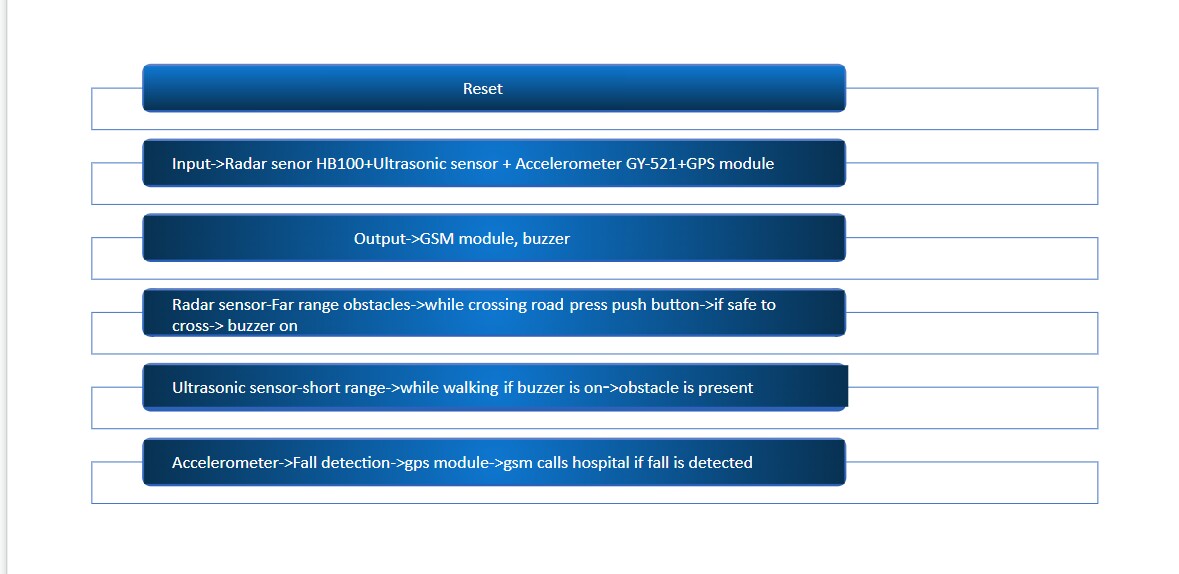 Reset
Input->Radar senor HB100+Ultrasonic sensor + Accelerometer GY-521+GPS module
Output->GSM module, buzzer
Radar sensor-Far range obstacles->while crossing road press push button->if safe to
cross-> buzzer on
Ultrasonic sensor-short range->while walking if buzzer is on->obstacle is present
Accelerometer->Fall detection->gps module->gsm calls hospital if fall is detected